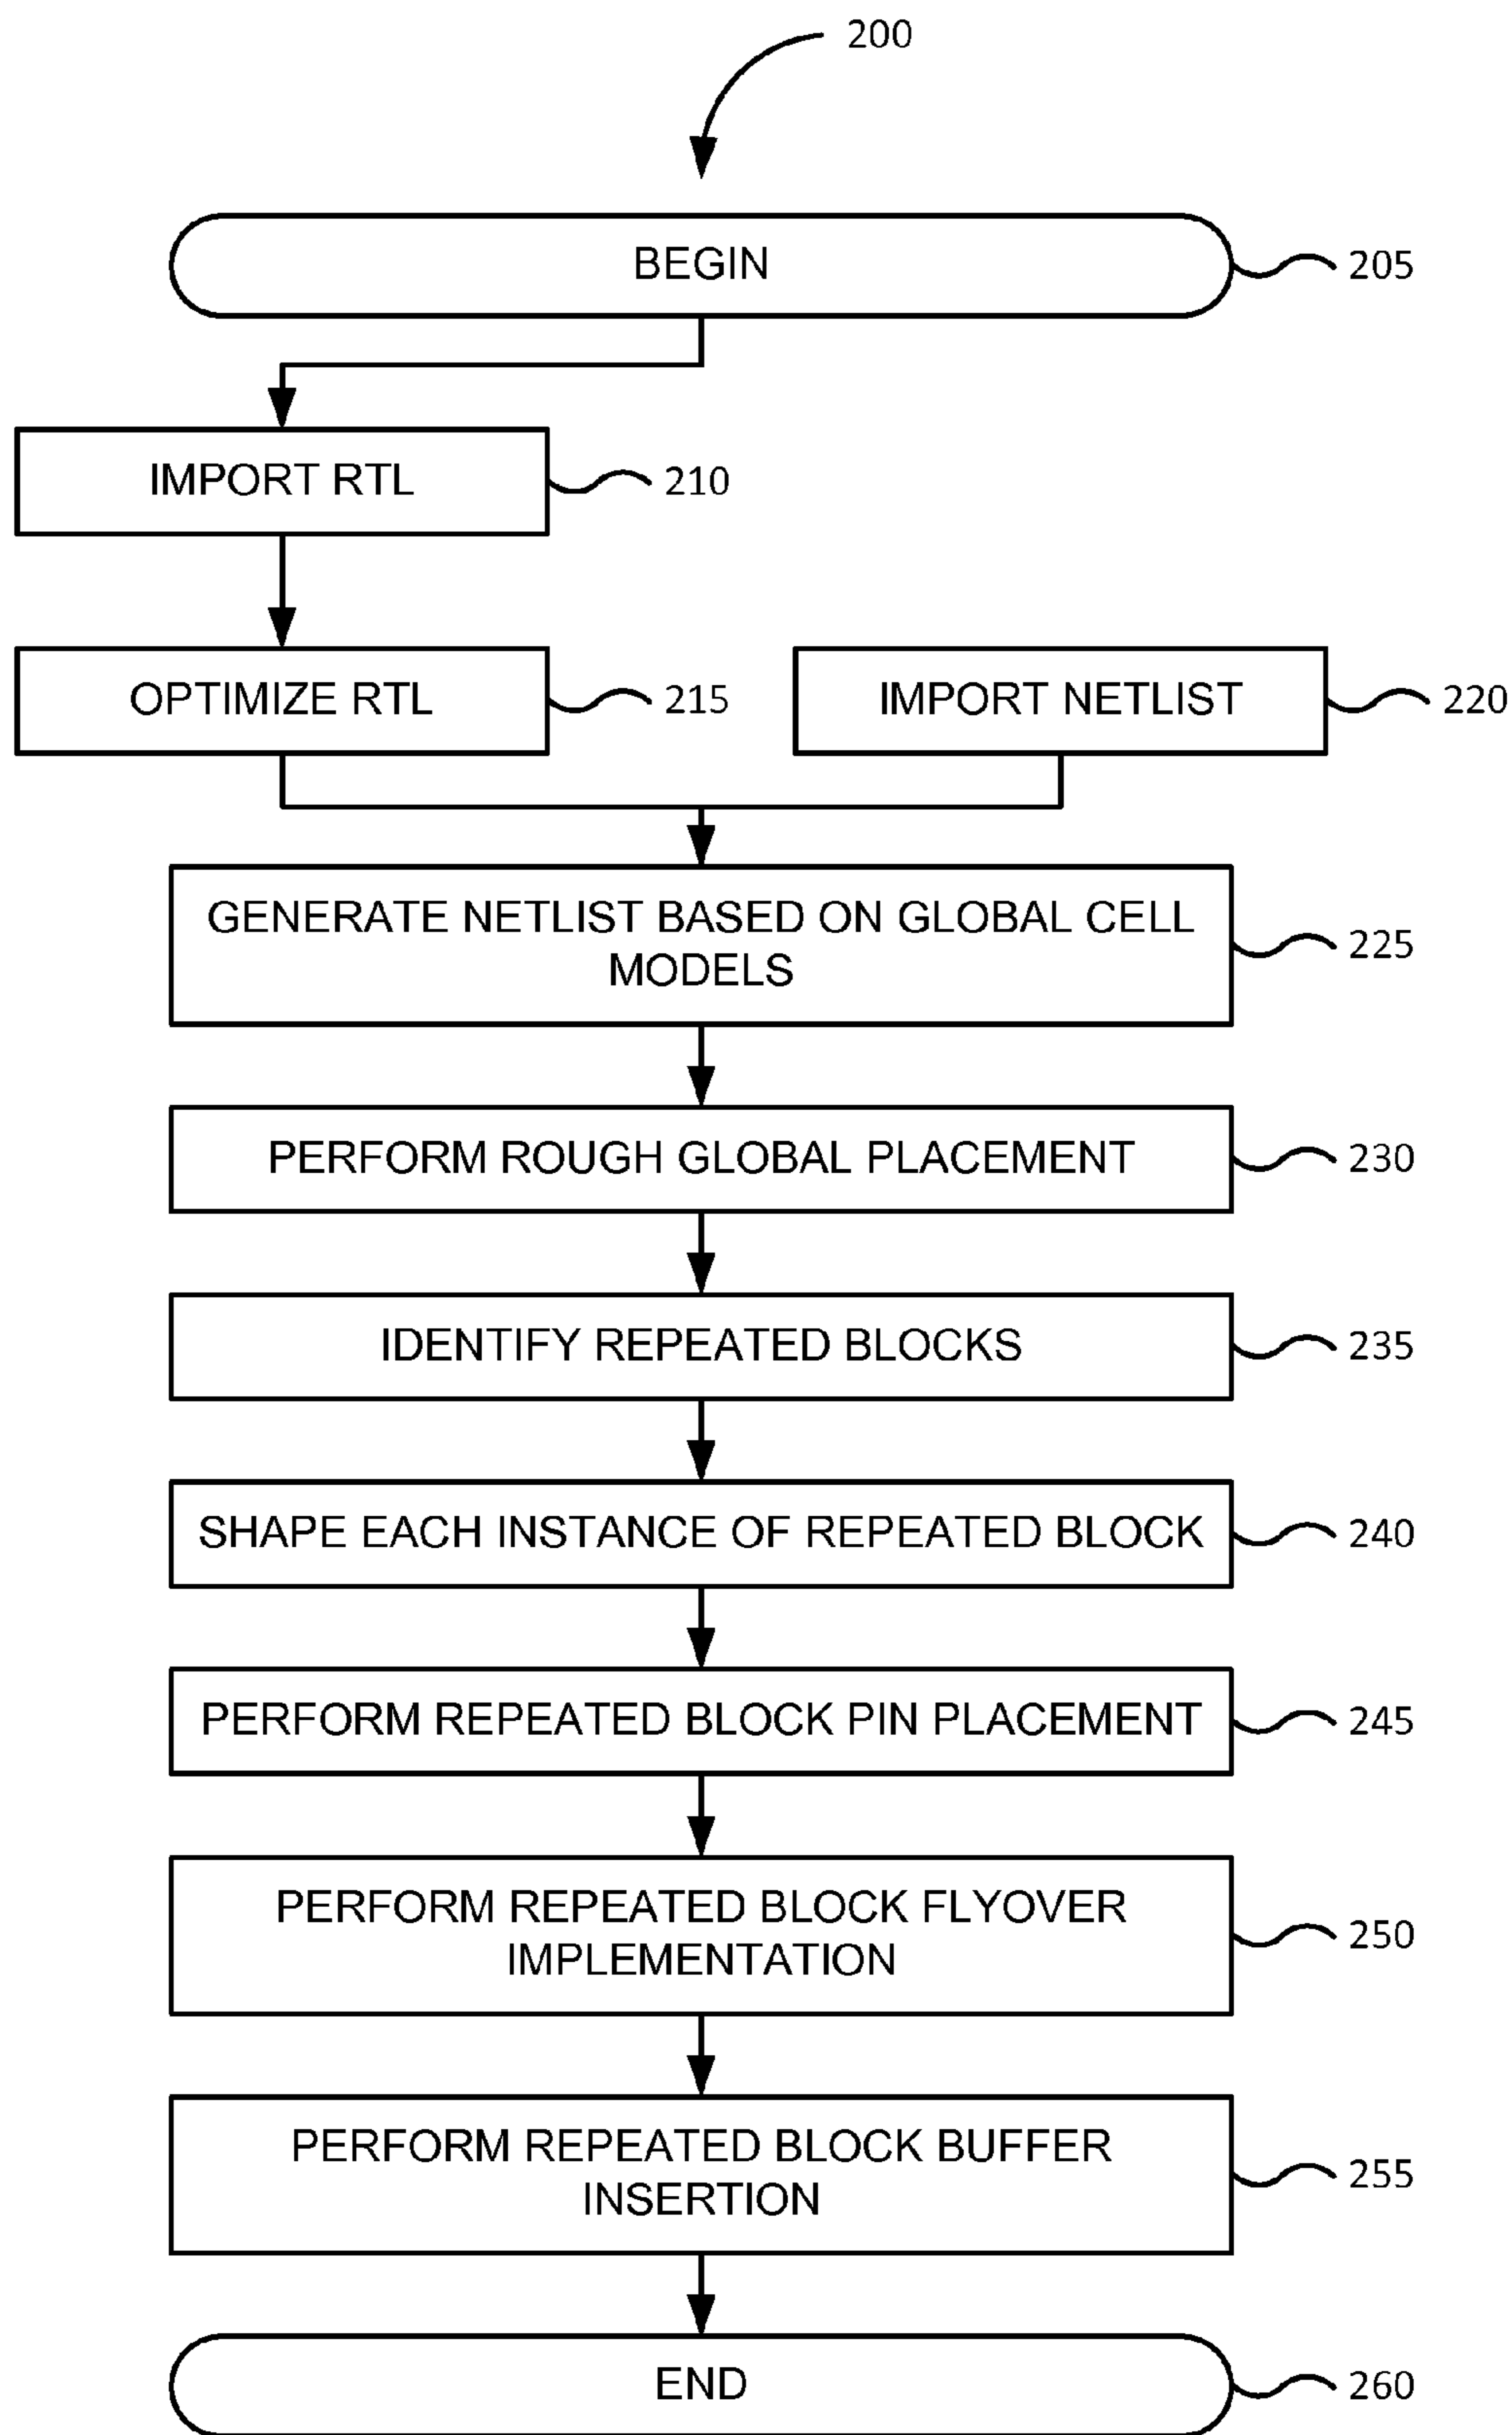 200
BEGIN
205
IMPORT RTL
210
OPTIMIZE RTL
215
IMPORT NETLIST
220
GENERATE NETLIST BASED ON GLOBAL CELL
MODELS
225
PERFORM ROUGH GLOBAL PLACEMENT
230
IDENTIFY REPEATED BLOCKS
235
SHAPE EACH INSTANCE OF REPEATED BLOCK
240
PERFORM REPEATED BLOCK PIN PLACEMENT
245
PERFORM REPEATED BLOCK FLYOVER
IMPLEMENTATION
250
PERFORM REPEATED BLOCK BUFFER
INSERTION
255
END
260